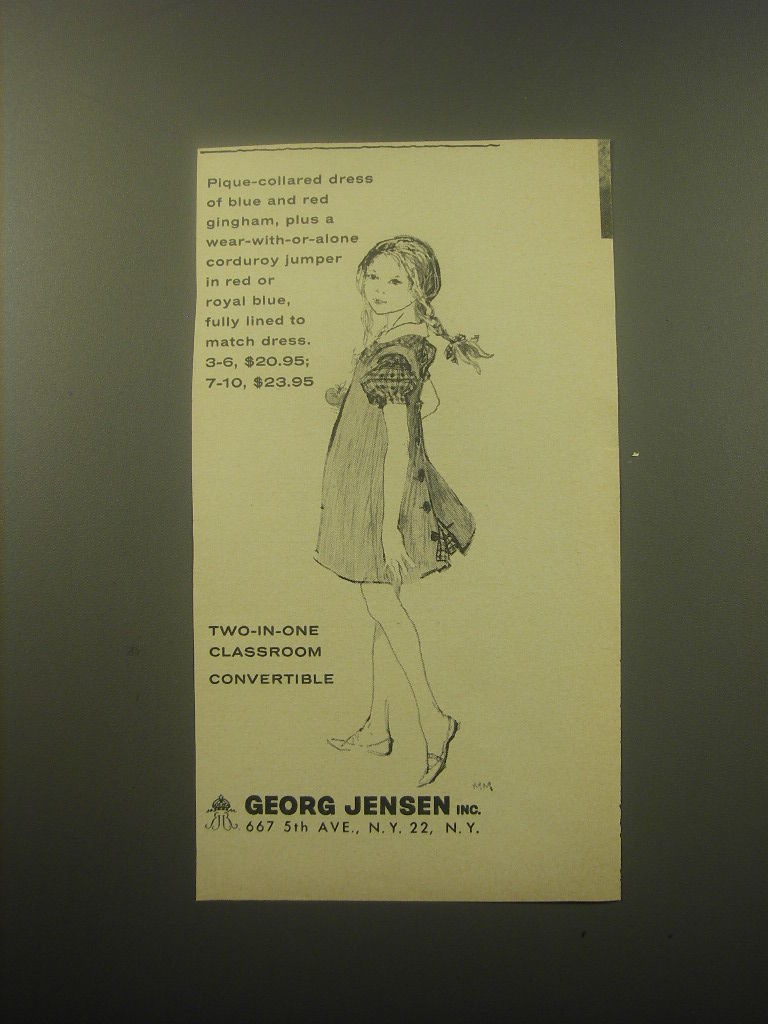 Pique-collared dress
of blue and red
gingham, plus a
wear-with-or-alone
corduroy jumper
in red or
royal blue,
fully lined to
match dress.
3-6, $20.95;
7-10, $23.95
TWO-IN-ONE
CLASSROOM
CONVERTIBLE
MM
GEORG JENSEN INC.
667 5th AVE., N.Y. 22, N.Y.